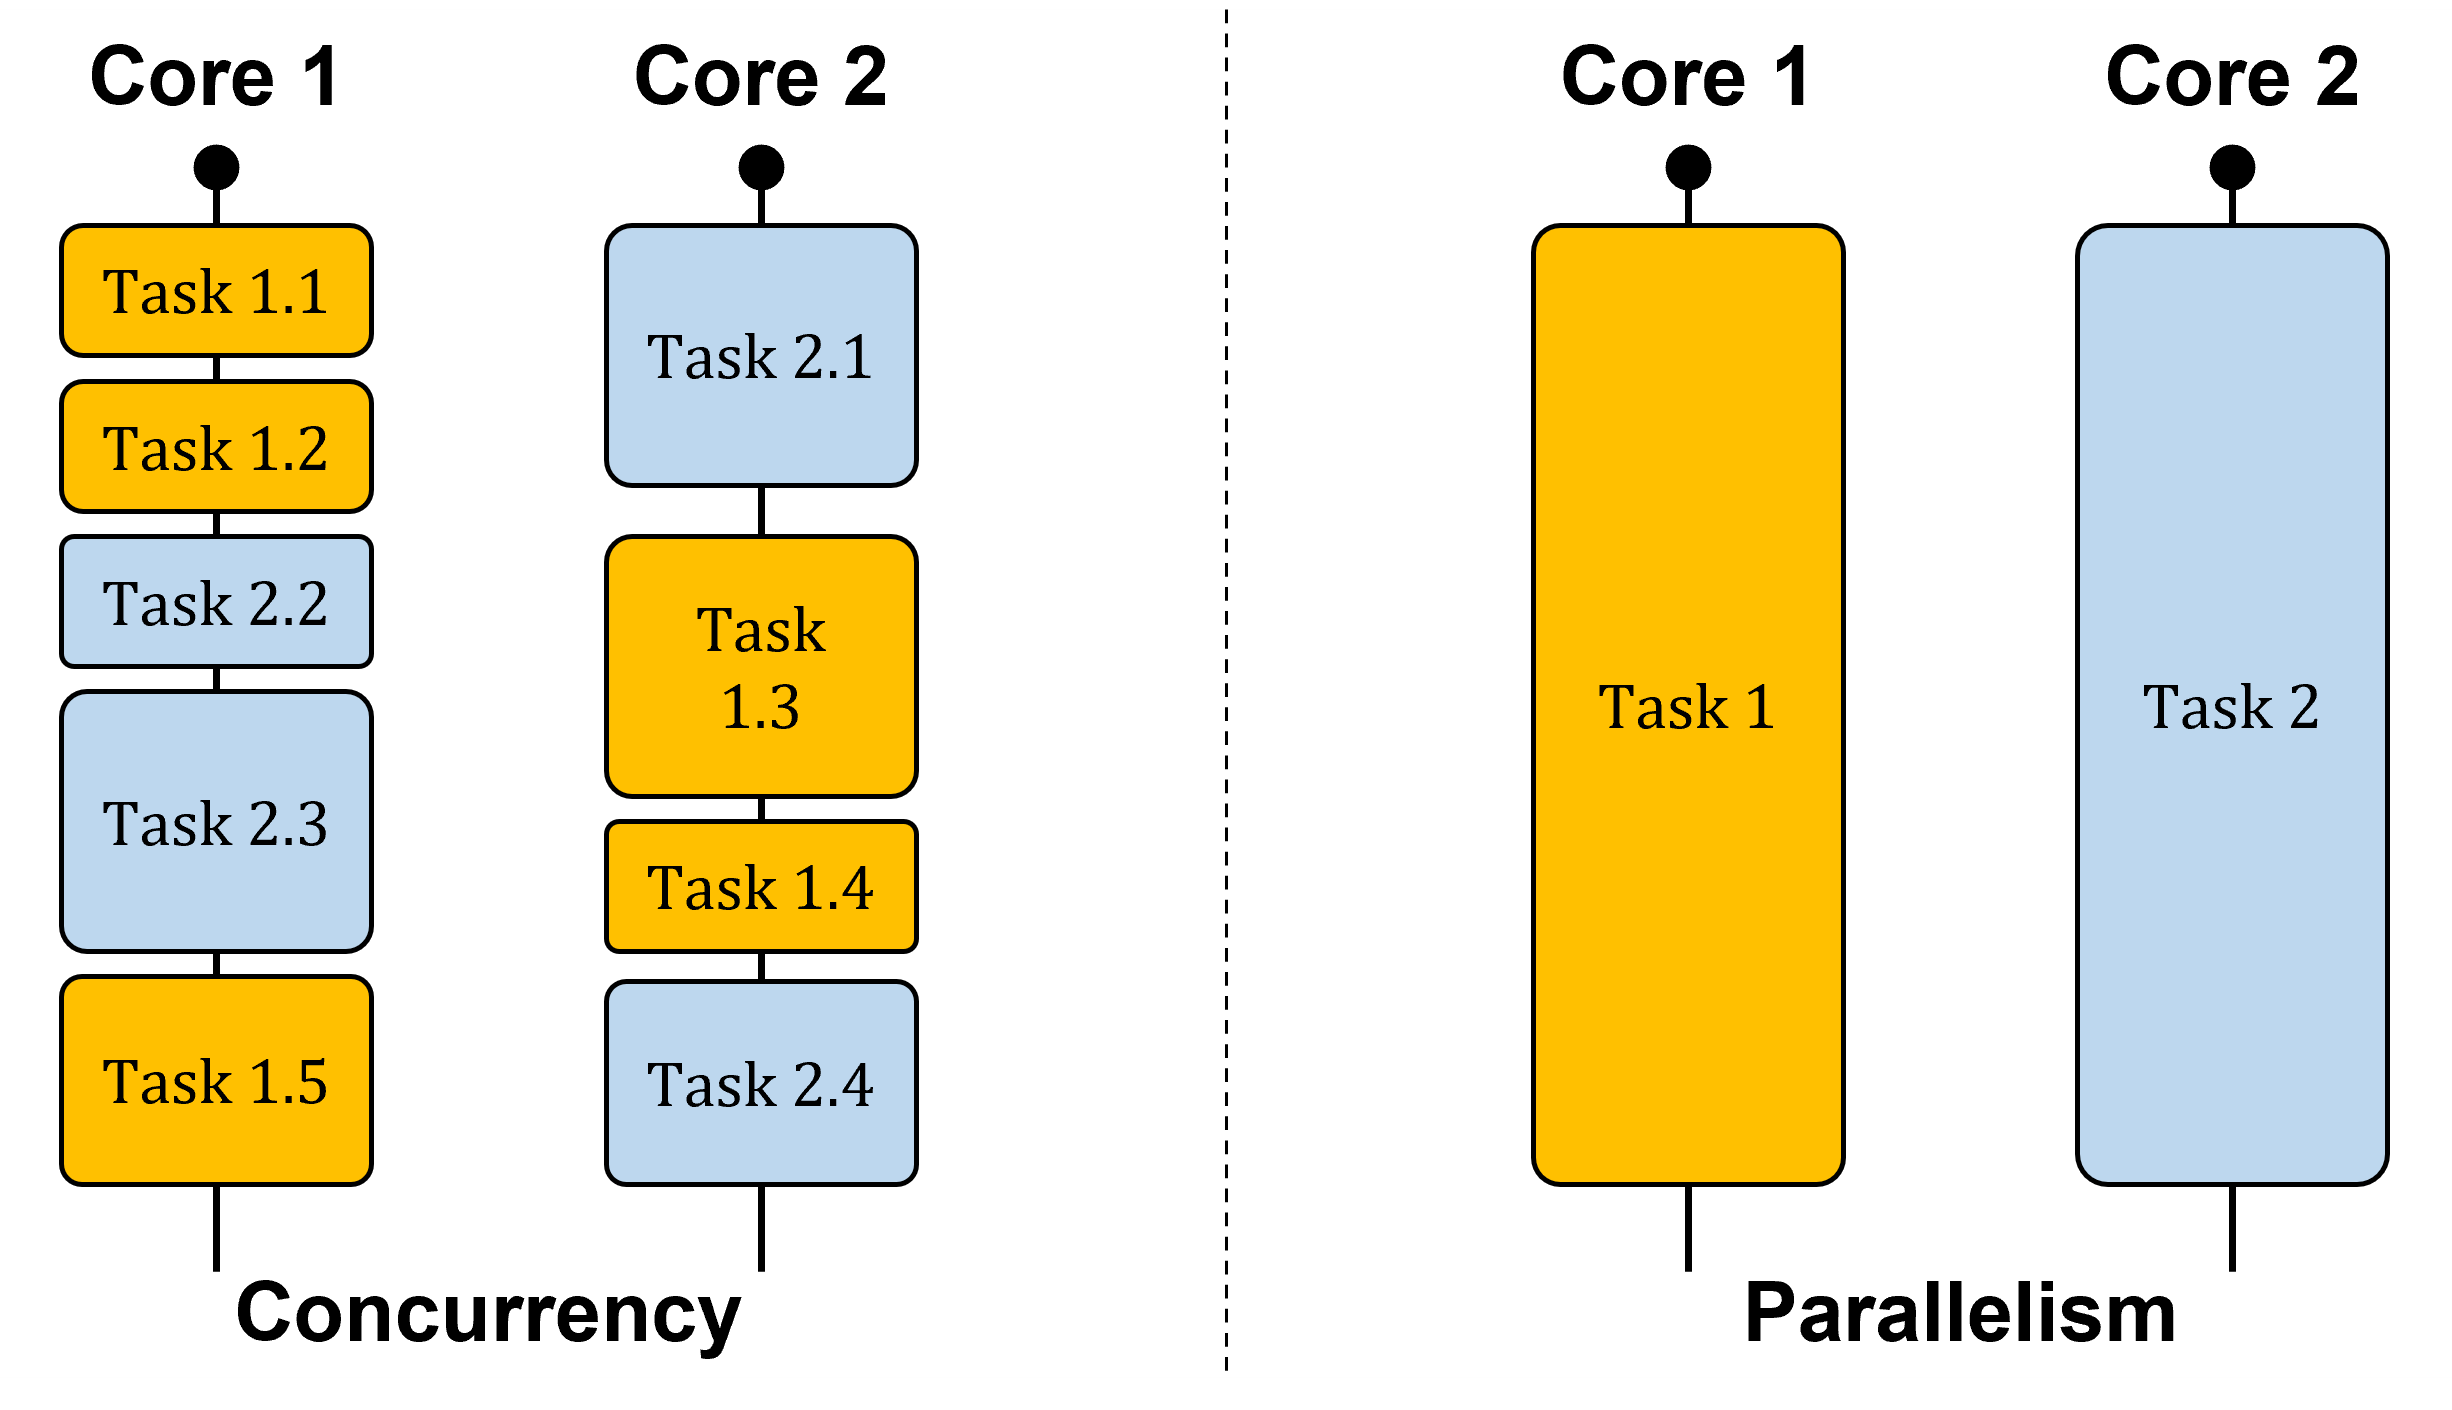 Core 1
Core 2
Task 1.1
Task 1.2
Task 2.2
Task 2.3
Task 1.5
Task 2.1
Task
1.3
Task 1.4
Task 2.4
Concurrency
Core 1
Core 2
Task 1
Task 2
Parallelism